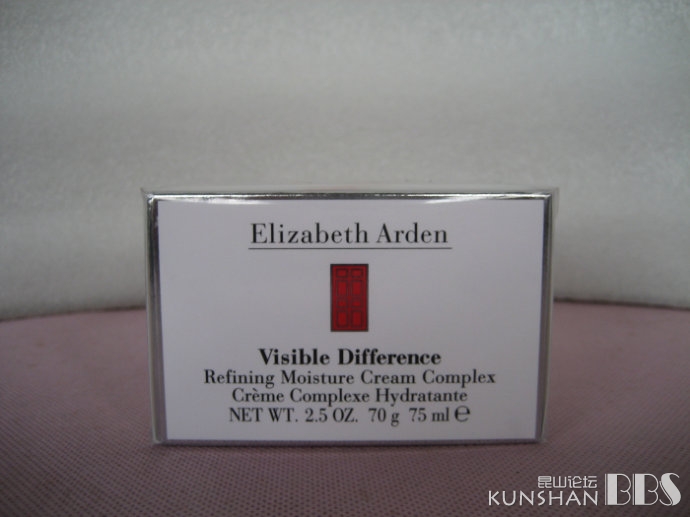 Elizabeth Arden
Visible Difference
Refining Moisture Cream Complex
Crème Complexe Hydratante
NET WT. 2.5 OZ. 70 g 75 ml ℮
昆山论坛
KUNSHAN BBS